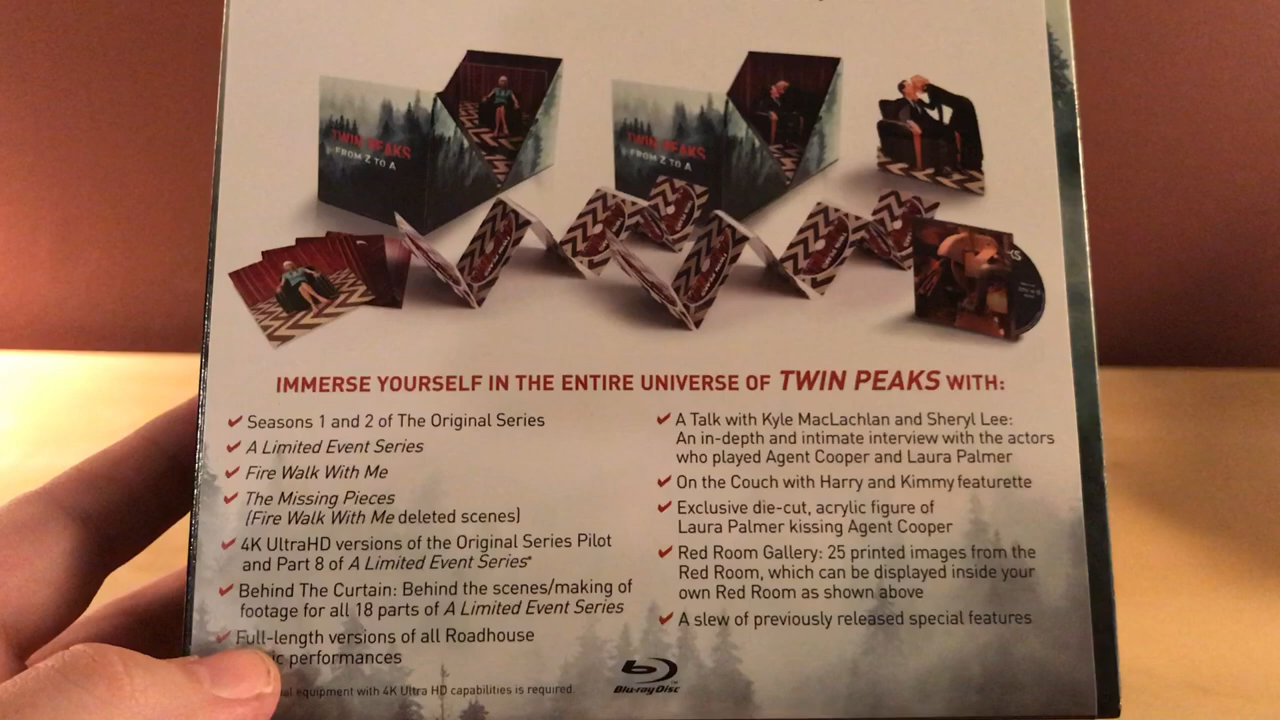 TWIN PEAKS
FROM Z TO A
TWIN PEAKS
FROM Z TO A
IMMERSE YOURSELF IN THE ENTIRE UNIVERSE OF TWIN PEAKS WITH:
✔ Seasons 1 and 2 of The Original Series
✔ A Limited Event Series
✔ Fire Walk With Me
✔ The Missing Pieces
(Fire Walk With Me deleted scenes)
✔ 4K UltraHD versions of the Original Series Pilot
and Part 8 of A Limited Event Series*
✔ Behind The Curtain: Behind the scenes/making of
footage for all 18 parts of A Limited Event Series
✔ Full-length versions of all Roadhouse
performances
equipment with 4K Ultra HD capabilities is required.
✔ A Talk with Kyle MacLachlan and Sheryl Lee:
An in-depth and intimate interview with the actors
who played Agent Cooper and Laura Palmer
✔ On the Couch with Harry and Kimmy featurette
✔ Exclusive die-cut, acrylic figure of
Laura Palmer kissing Agent Cooper
✔ Red Room Gallery: 25 printed images from the
Red Room, which can be displayed inside your
own Red Room as shown above
✔ A slew of previously released special features
Blu-ray Disc™